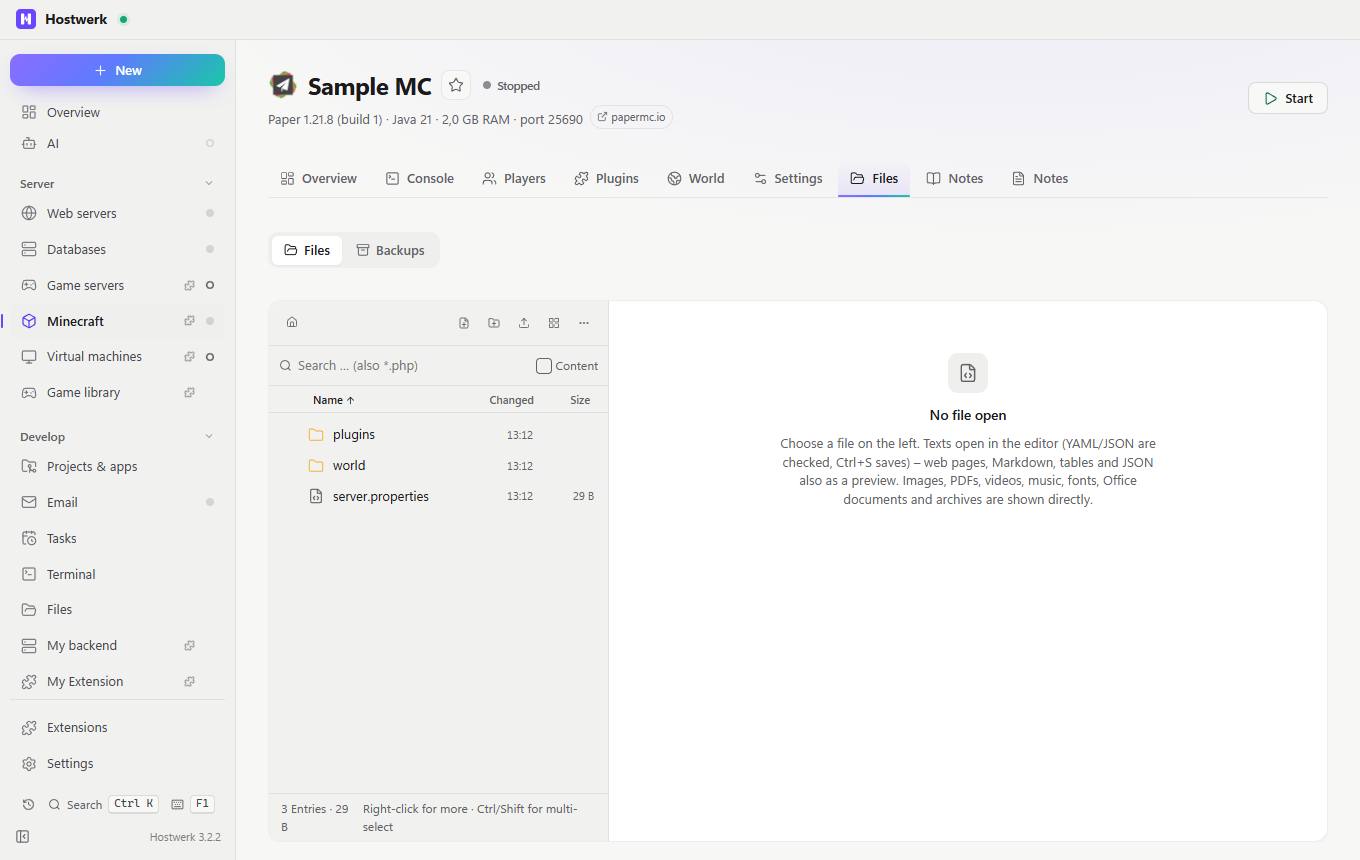 Hostwerk
New
Overview
AI
Server
Web servers
Databases
Game servers
Minecraft
Virtual machines
Game library
Develop
Projects & apps
Email
Tasks
Terminal
Files
My backend
My Extension
Extensions
Settings
Search Ctrl K F1
Hostwerk 3.2.2
Sample MC
Stopped
Paper 1.21.8 (build 1) · Java 21 · 2,0 GB RAM · port 25690
papermc.io
Start
Overview
Console
Players
Plugins
World
Settings
Files
Notes
Notes
Files
Backups
Search ... (also *.php)
Content
Name ↑ Changed Size
plugins 13:12
world 13:12
server.properties 13:12 29 B
3 Entries · 29
B
Right-click for more · Ctrl/Shift for multi-
select
No file open
Choose a file on the left. Texts open in the editor (YAML/JSON are
checked, Ctrl+S saves) – web pages, Markdown, tables and JSON
also as a preview. Images, PDFs, videos, music, fonts, Office
documents and archives are shown directly.